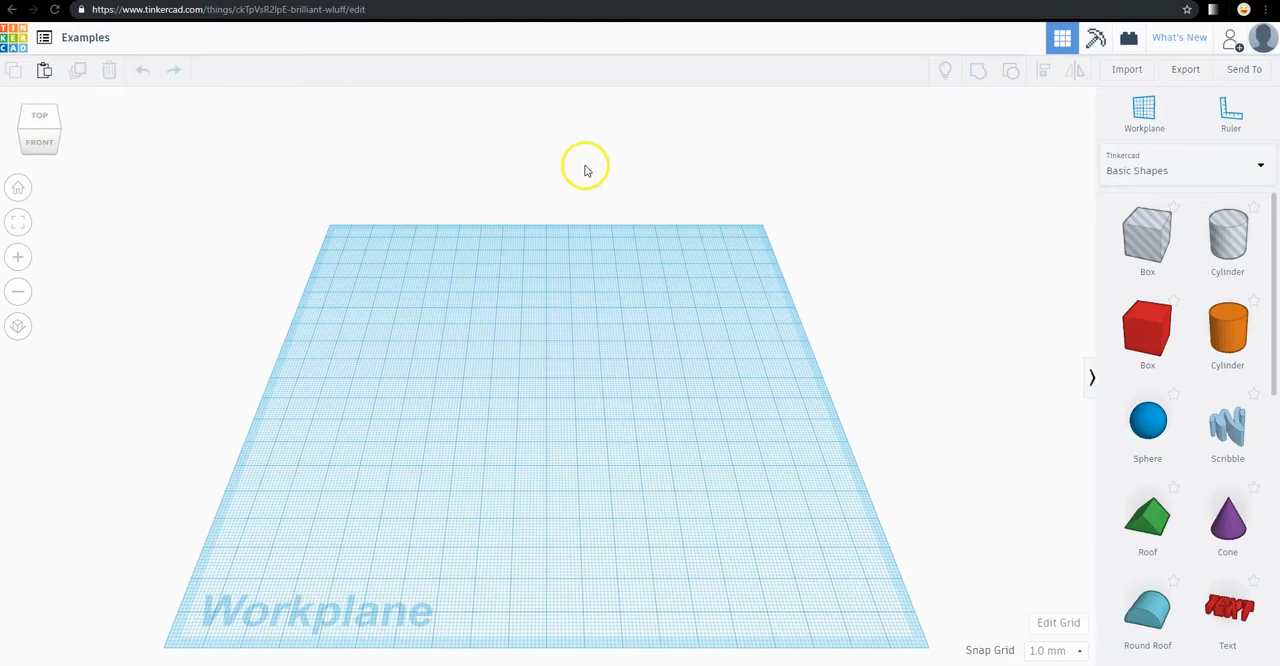 https://www.tinkercad.com/things/ckTpVsR2IpE-brilliant-wluff/edit
TIN
KER
CAD
Examples
What's New
Import
Export
Send To
TOP
FRONT
Workplane
Ruler
Tinkercad
Basic Shapes
Box
Cylinder
Box
Cylinder
Sphere
Scribble
Roof
Cone
TEXT
Round Roof
Text
Workplane
Edit Grid
Snap Grid
1.0 mm